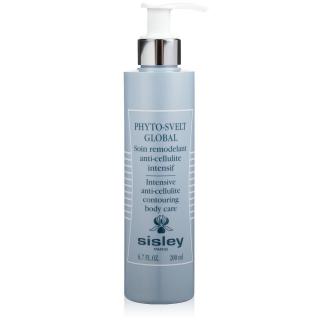 PHYTO-SVELT
GLOBAL
Soin remodelant
anti-cellulite
intensif
Intensive
anti-cellulite
contouring
body care
sisley
PARIS
6.7 FL.OZ. 200 ml